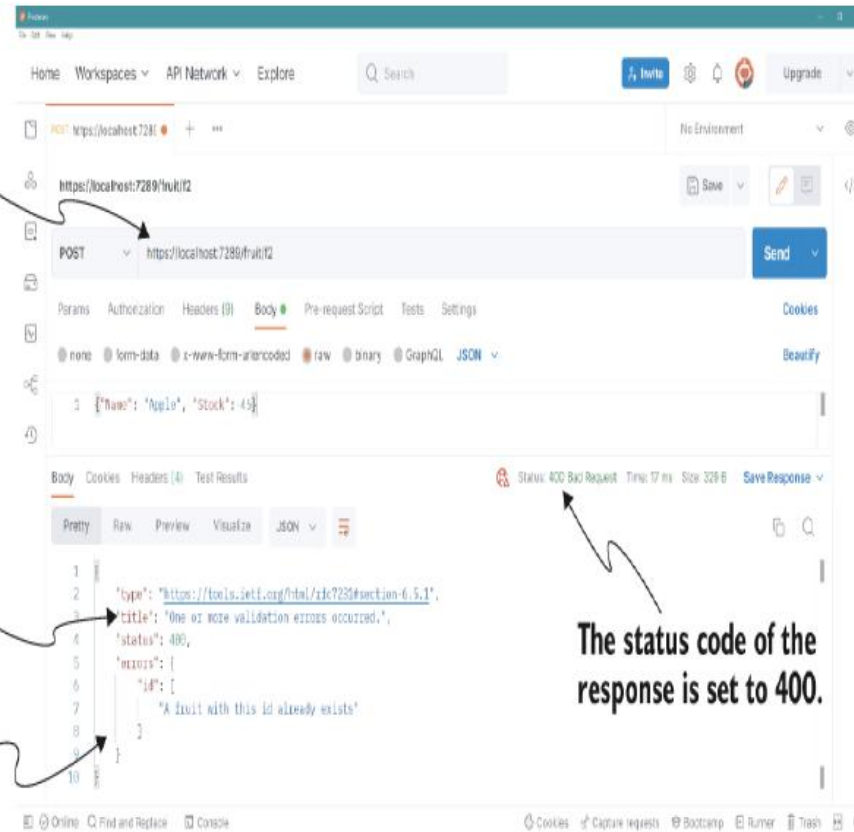 Postman
File Edit View Help
Home Workspaces API Network Explore Search Invite Upgrade
POST https://localhost:728 + ••• No Environment
https://localhost:7289/fruit/f2 Save
POST https://localhost:7289/fruit/f2 Send
Params Authorization Headers (9) Body Pre-request Script Tests Settings Cookies
none form-data x-www-form-urlencoded raw binary GraphQL JSON Beautify
1 {"Name": "Apple", "Stock": 45}
Body Cookies Headers (4) Test Results Status: 400 Bad Request Time: 17 ms Size: 329 B Save Response
Pretty Raw Preview Visualize JSON
1 {
2 "type": "https://tools.ietf.org/html/rfc7231#section-6.5.1",
3 "title": "One or more validation errors occurred.",
4 "status": 400,
5 "errors": {
6 "id": [
7 "A fruit with this id already exists"
8 ]
9 }
10 }
The status code of the
response is set to 400.
Online Find and Replace Console Cookies Capture requests Bootcamp Runner Trash